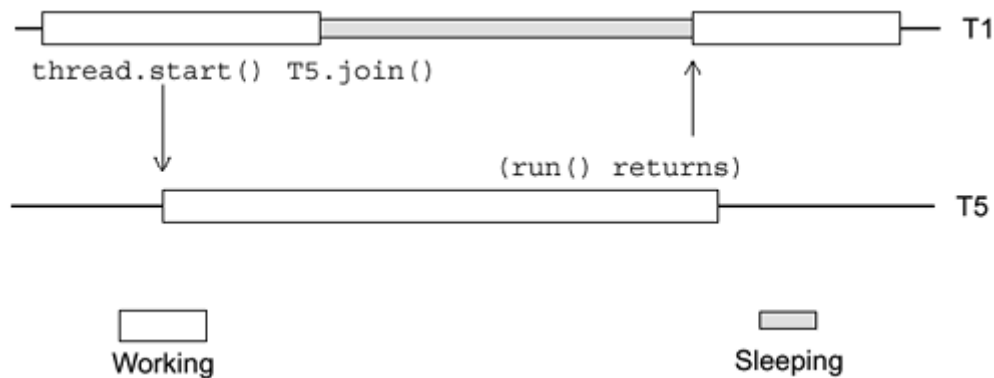 T1
thread.start() T5.join()
(run() returns)
T5
Working
Sleeping